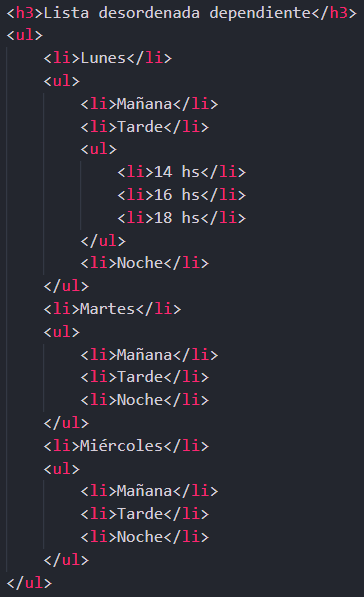 <h3>Lista desordenada dependiente</h3>
<ul>
    <li>Lunes</li>
    <ul>
        <li>Mañana</li>
        <li>Tarde</li>
        <ul>
            <li>14 hs</li>
            <li>16 hs</li>
            <li>18 hs</li>
        </ul>
        <li>Noche</li>
    </ul>
    <li>Martes</li>
    <ul>
        <li>Mañana</li>
        <li>Tarde</li>
        <li>Noche</li>
    </ul>
    <li>Miércoles</li>
    <ul>
        <li>Mañana</li>
        <li>Tarde</li>
        <li>Noche</li>
    </ul>
</ul>